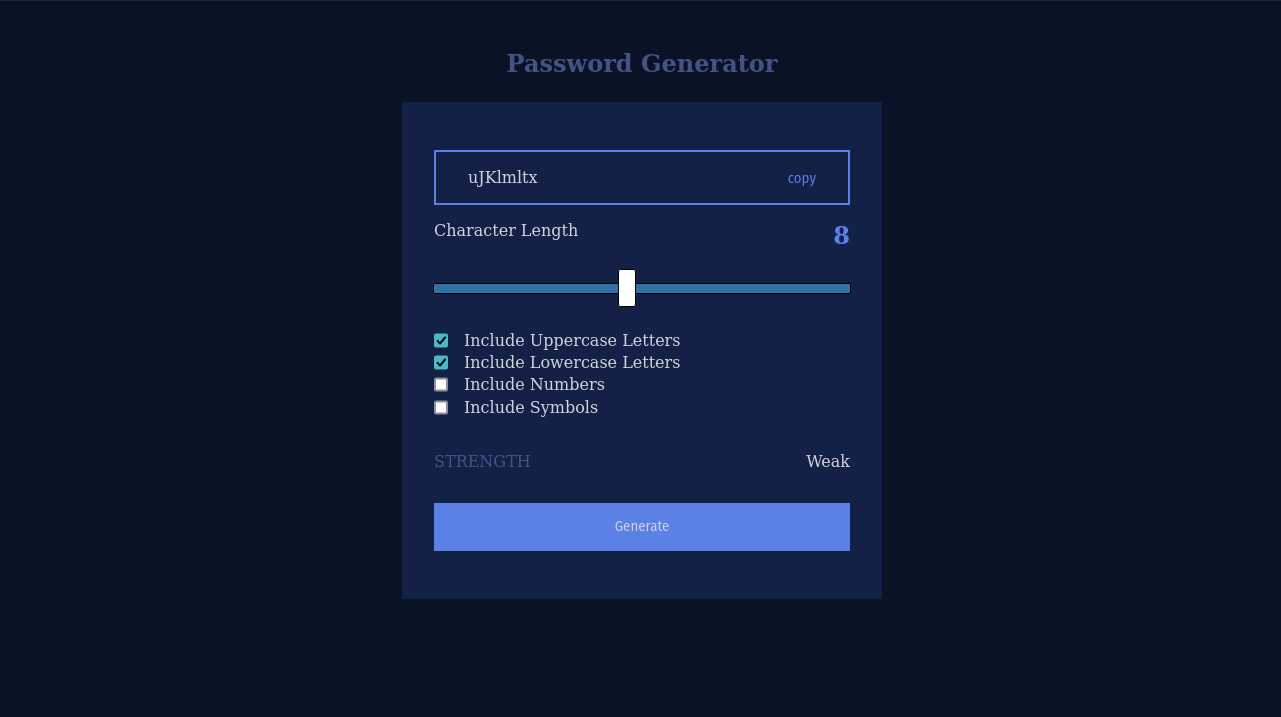 Password Generator
uJKlmltx copy
Character Length 8
Include Uppercase Letters
Include Lowercase Letters
Include Numbers
Include Symbols
STRENGTH Weak
Generate